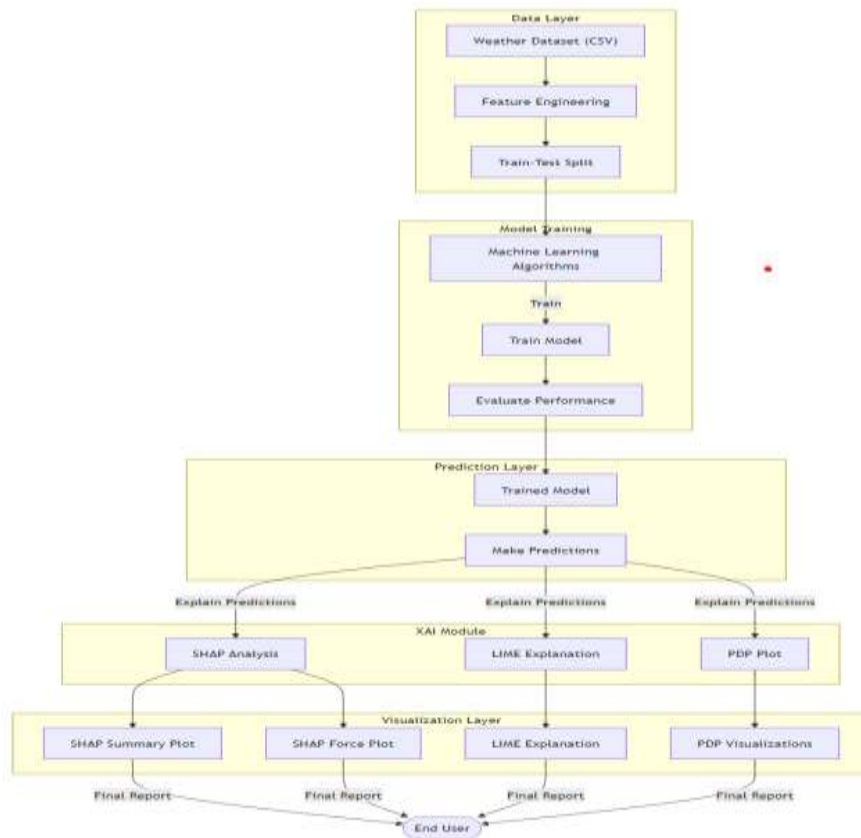 Data Layer
Weather Dataset (CSV)
Feature Engineering
Train-Test Split
Model Training
Machine Learning
Algorithms
Train
Train Model
Evaluate Performance
Prediction Layer
Trained Model
Make Predictions
Explain Predictions Explain Predictions Explain Predictions
XAI Module
SHAP Analysis LIME Explanation PDP Plot
Visualization Layer
SHAP Summary Plot SHAP Force Plot LIME Explanation PDP Visualizations
Final Report Final Report Final Report Final Report
End User